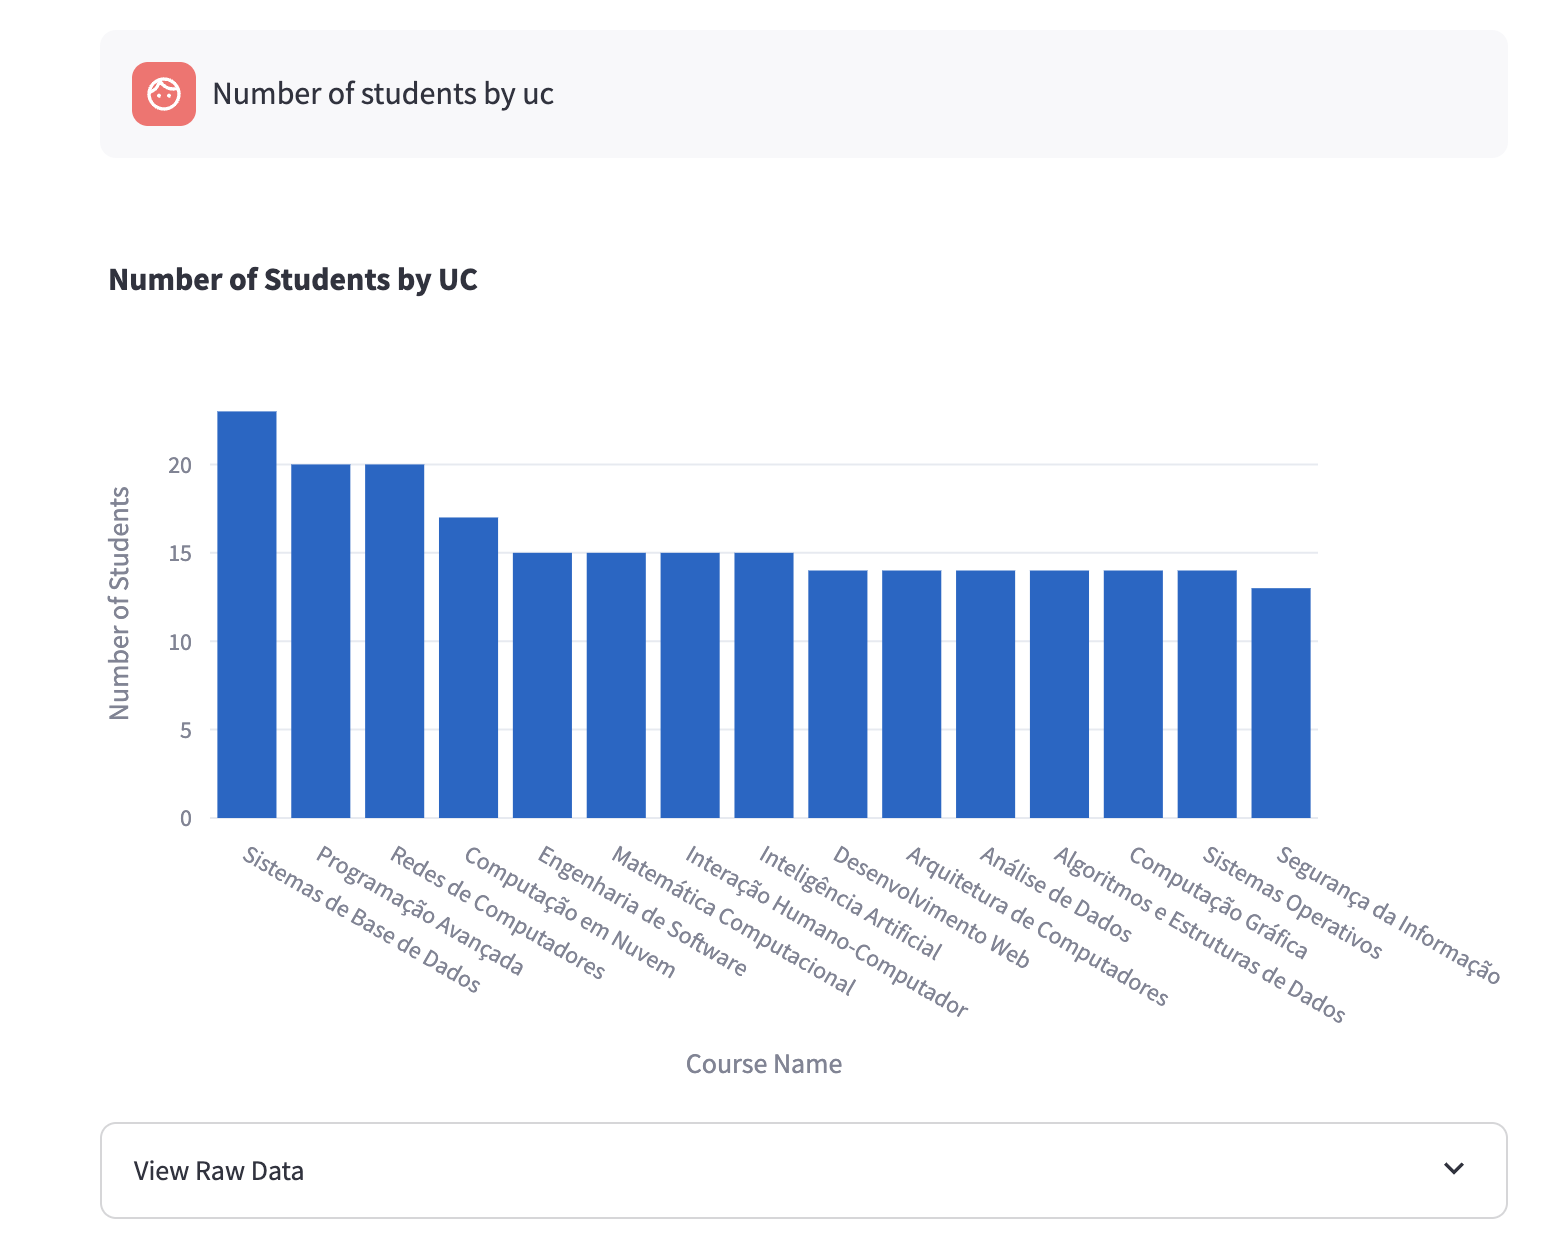 Number of students by uc
Number of Students by UC
Number of Students
20
15
10
5
0
Sistemas de Base de Dados
Programação Avançada
Redes de Computadores
Computação em Nuvem
Engenharia de Software
Matemática Computacional
Interação Humano-Computador
Inteligência Artificial
Desenvolvimento Web
Arquitetura de Computadores
Análise de Dados
Algoritmos e Estruturas de Dados
Computação Gráfica
Sistemas Operativos
Segurança da Informação
Course Name
View Raw Data